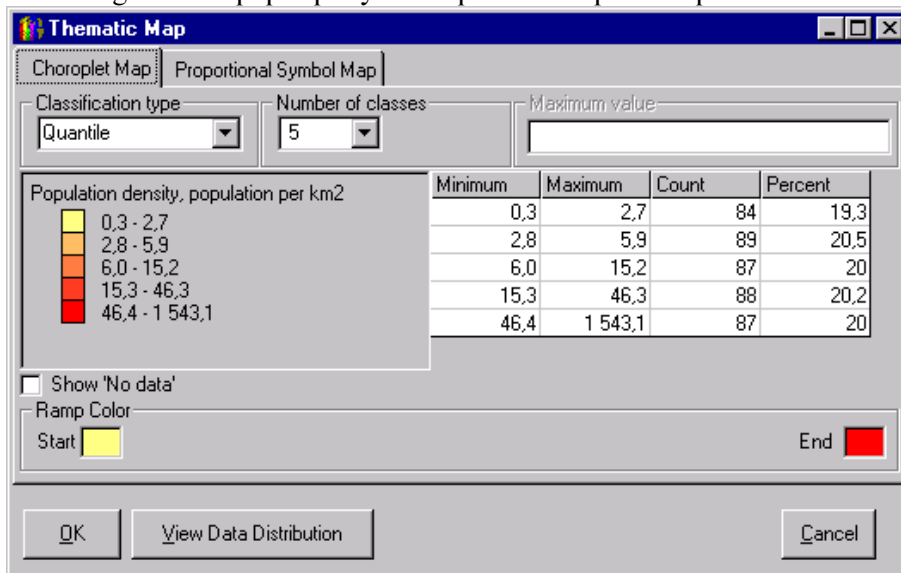 Thematic Map
Choroplet Map Proportional Symbol Map
Classification type Number of classes Maximum value
Quantile 5
Population density, population per km2
0,3 - 2,7
2,8 - 5,9
6,0 - 15,2
15,3 - 46,3
46,4 - 1 543,1
Minimum Maximum Count Percent
0,3 2,7 84 19,3
2,8 5,9 89 20,5
6,0 15,2 87 20
15,3 46,3 88 20,2
46,4 1 543,1 87 20
Show 'No data'
Ramp Color
Start End
OK View Data Distribution Cancel